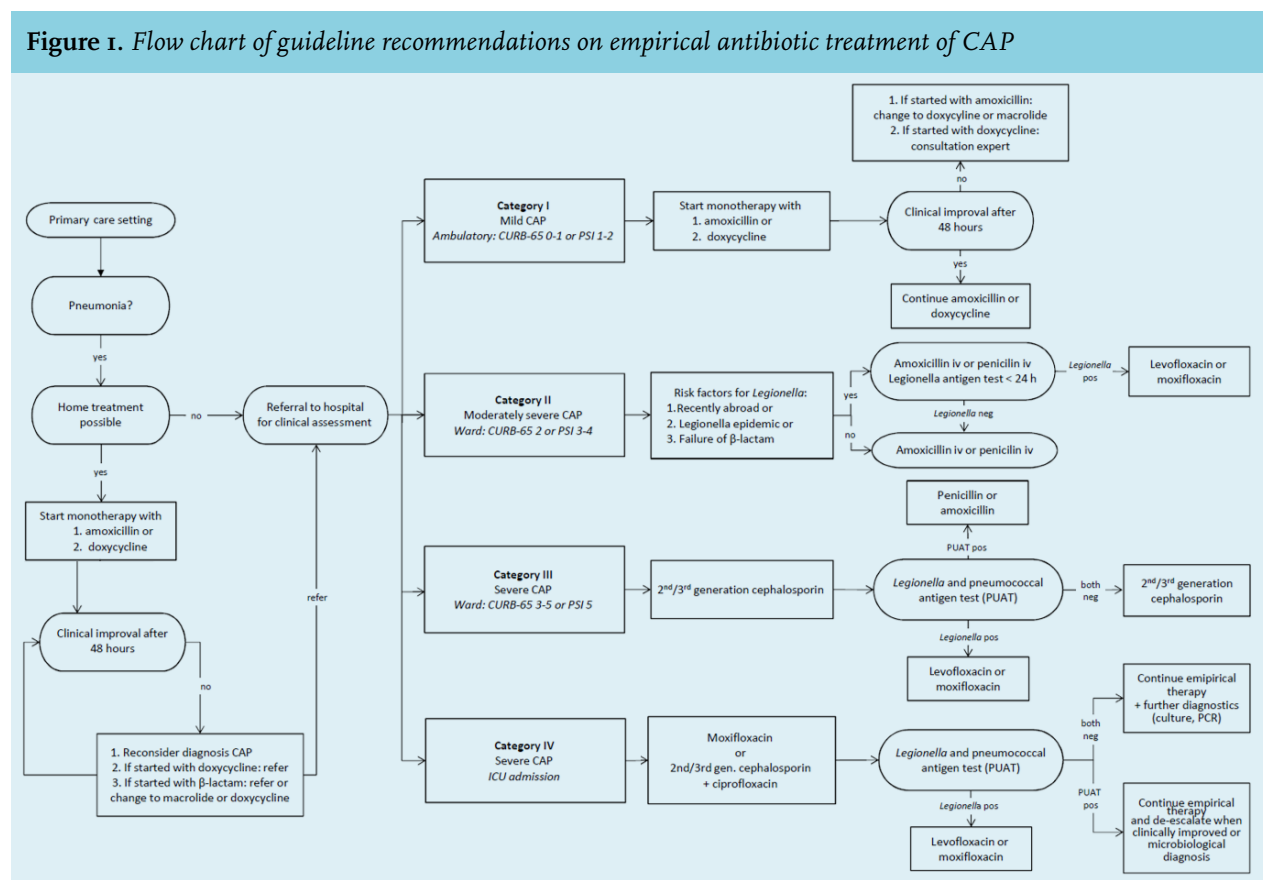 Figure 1. Flow chart of guideline recommendations on empirical antibiotic treatment of CAP
Primary care setting
Pneumonia?
yes
Home treatment
possible
no
yes
Start monotherapy with
1. amoxicillin or
2. doxycycline
Clinical improval after
48 hours
no
1. Reconsider diagnosis CAP
2. If started with doxycycline: refer
3. If started with β-lactam: refer or
change to macrolide or doxycycline
refer
Referral to hospital
for clinical assessment
Category I
Mild CAP
Ambulatory: CURB-65 0-1 or PSI 1-2
Start monotherapy with
1. amoxicillin or
2. doxycycline
Clinical improval after
48 hours
no
1. If started with amoxicillin:
change to doxycyline or macrolide
2. If started with doxycycline:
consultation expert
yes
Continue amoxicillin or
doxycycline
Category II
Moderately severe CAP
Ward: CURB-65 2 or PSI 3-4
Risk factors for Legionella:
1.Recently abroad or
2. Legionella epidemic or
3. Failure of β-lactam
yes
no
Amoxicillin iv or penicilin iv
Legionella antigen test < 24 h
Legionella
pos
Levofloxacin or
moxifloxacin
Legionella neg
Amoxicillin iv or penicilin iv
Category III
Severe CAP
Ward: CURB-65 3-5 or PSI 5
2nd/3rd generation cephalosporin
Legionella and pneumococcal
antigen test (PUAT)
PUAT pos
Penicillin or
amoxicillin
both
neg
2nd/3rd generation
cephalosporin
Legionella pos
Levofloxacin or
moxifloxacin
Category IV
Severe CAP
ICU admission
Moxifloxacin
or
2nd/3rd gen. cephalosporin
+ ciprofloxacin
Legionella and pneumococcal
antigen test (PUAT)
both
neg
Continue emipirical
therapy
+ further diagnostics
(culture, PCR)
PUAT
pos
Continue empirical
therapy
and de-escalate when
clinically improved or
microbiological
diagnosis
Legionella pos
Levofloxacin or
moxifloxacin